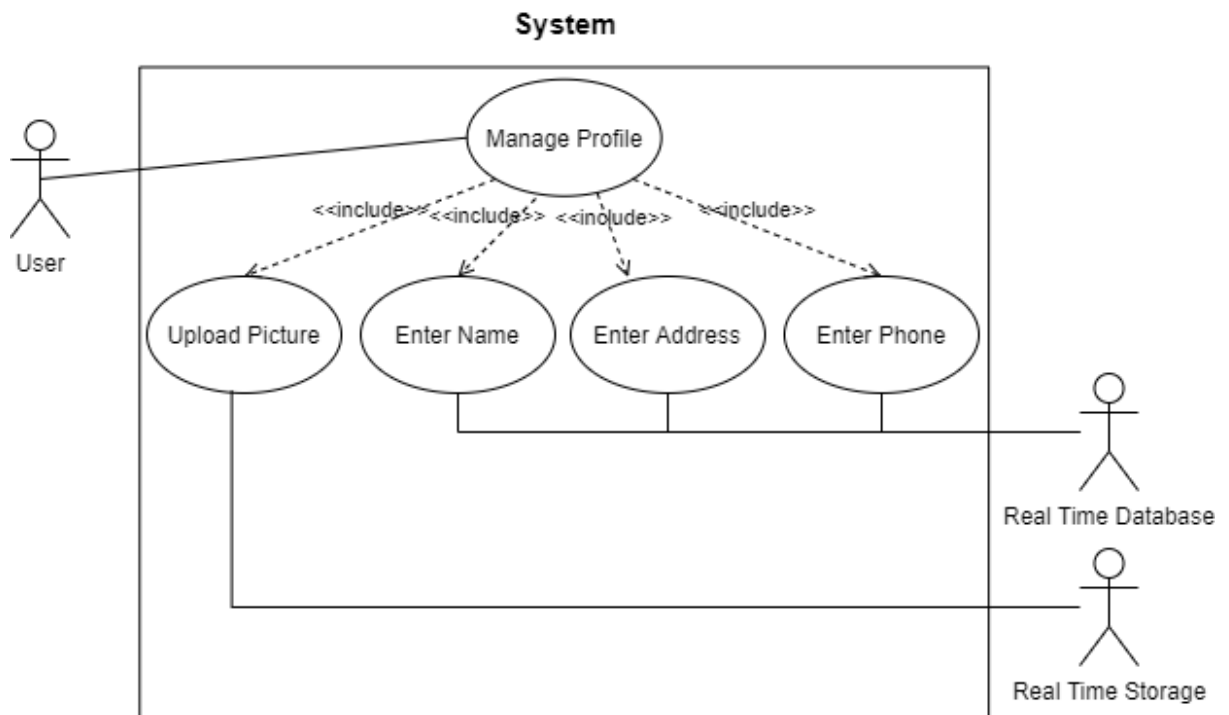 System
Manage Profile
<<include>>
<<include>>
<<include>>
<<include>>
User
Upload Picture
Enter Name
Enter Address
Enter Phone
Real Time Database
Real Time Storage